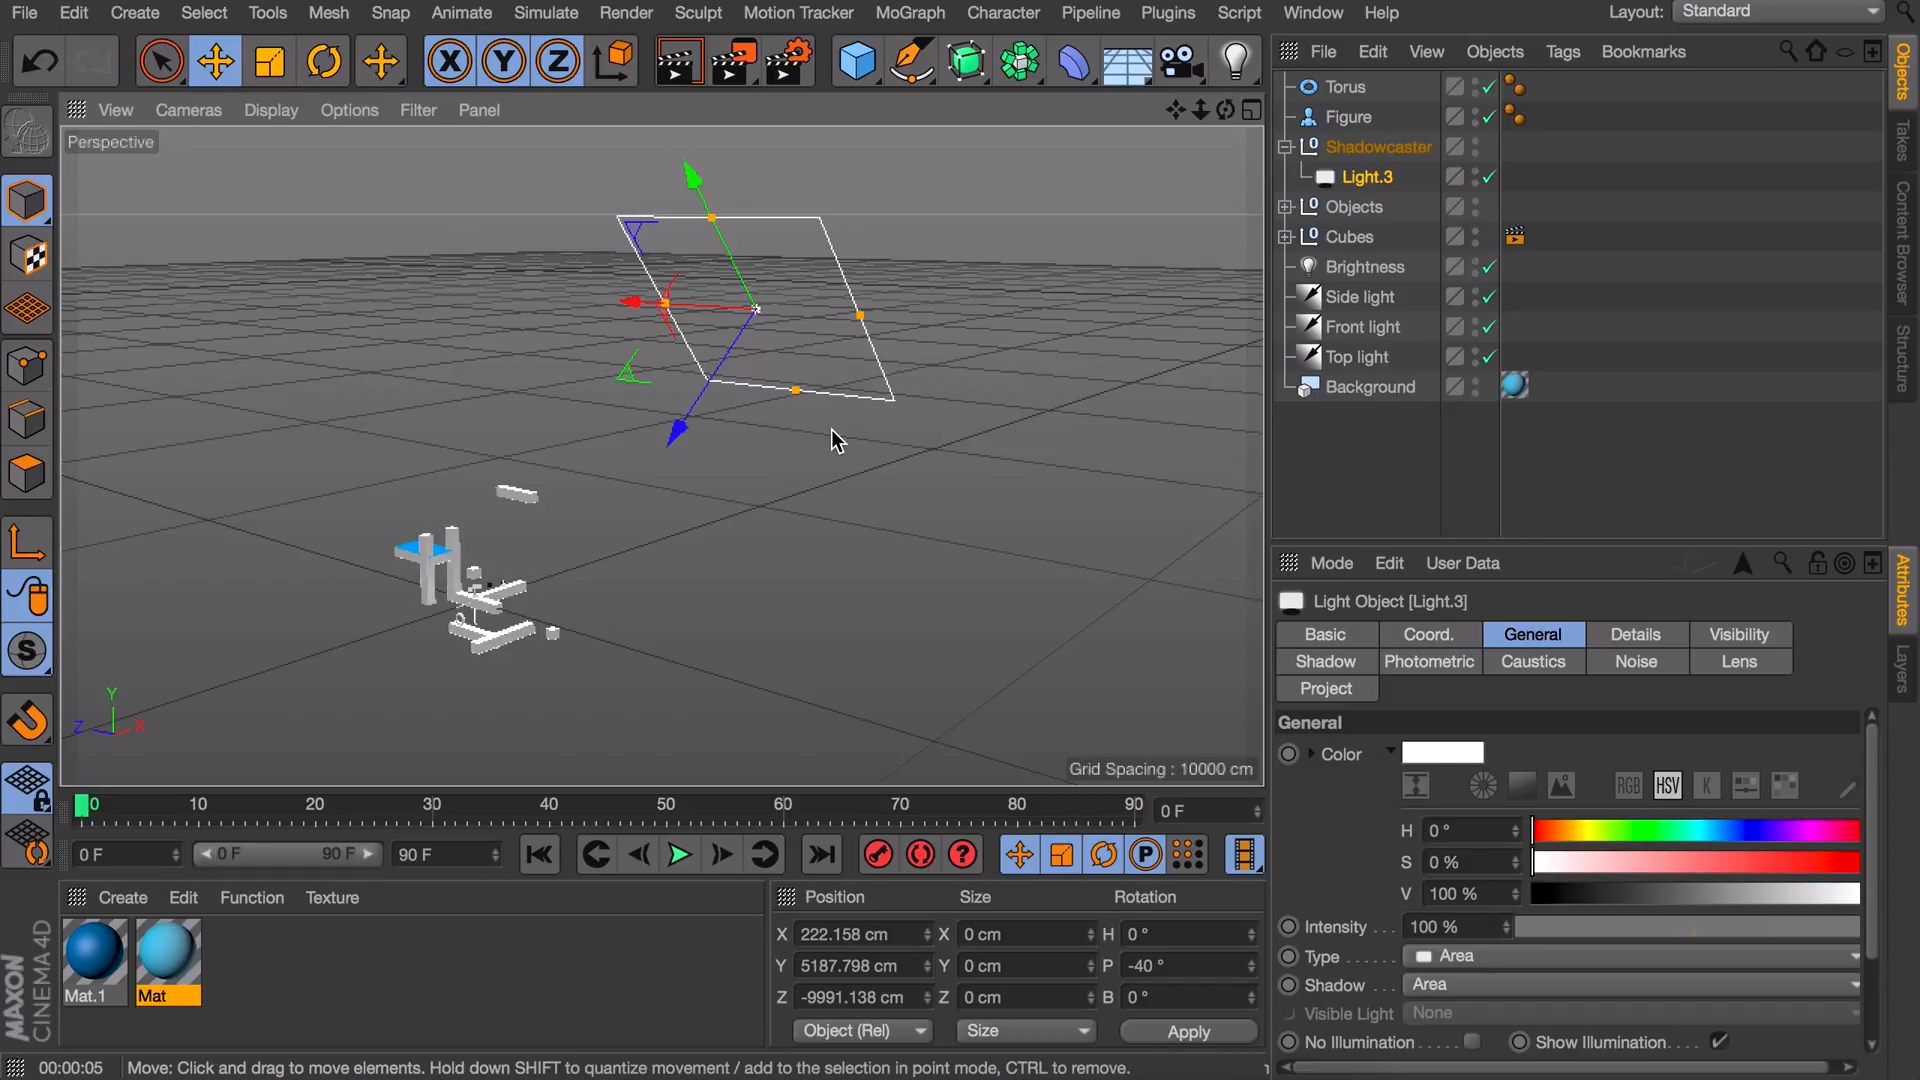 File Edit Create Select Tools Mesh Snap Animate Simulate Render Sculpt Motion Tracker MoGraph Character Pipeline Plugins Script Window Help Layout: Standard
X Y Z
File Edit View Objects Tags Bookmarks
View Cameras Display Options Filter Panel
Perspective
Torus
Figure
Shadowcaster
Light.3
Objects
Cubes
Brightness
Side light
Front light
Top light
Background
Objects
Takes
Content Browser
Structure
Mode Edit User Data
Light Object [Light.3]
Basic Coord. General Details Visibility
Shadow Photometric Caustics Noise Lens
Project
General
Color
RGB HSV K
H 0 °
S 0 %
V 100 %
Intensity . . . 100 %
Type . . . . . . Area
Shadow . . . Area
Visible Light None
No Illumination . . . . . Show Illumination. . . .
Attributes
Layers
S
Y
Z X
Grid Spacing : 10000 cm
0 10 20 30 40 50 60 70 80 90 0 F
0 F 0 F 90 F 90 F
? P
Create Edit Function Texture
Mat.1 Mat
Position Size Rotation
X 222.158 cm X 0 cm H 0 °
Y 5187.798 cm Y 0 cm P -40 °
Z -9991.138 cm Z 0 cm B 0 °
Object (Rel) Size Apply
MAXON
CINEMA 4D
00:00:05 Move: Click and drag to move elements. Hold down SHIFT to quantize movement / add to the selection in point mode, CTRL to remove.